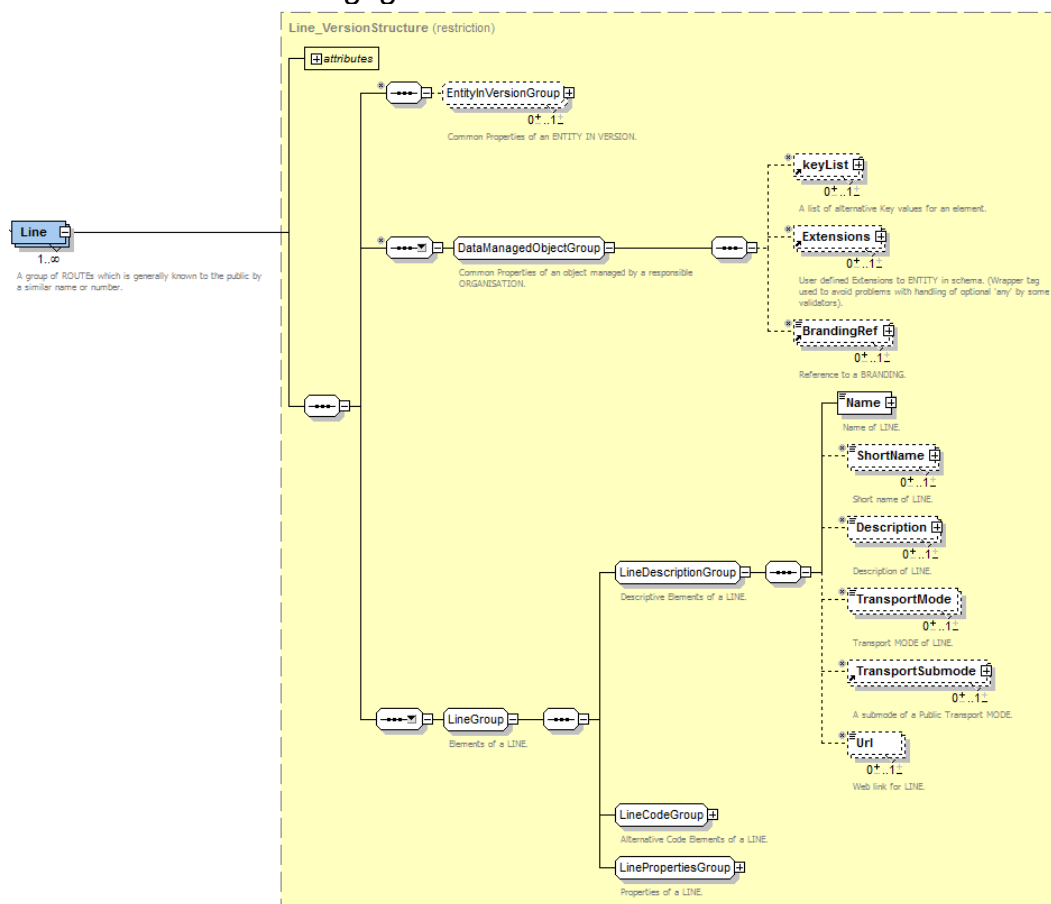 Line_VersionStructure (restriction)
attributes
EntityInVersionGroup
0..1
Common Properties of an ENTITY IN VERSION.
keyList
0..1
A list of alternative Key values for an element.
Line
1..∞
A group of ROUTEs which is generally known to the public by
a similar name or number.
DataManagedObjectGroup
Common Properties of an object managed by a responsible
ORGANISATION.
Extensions
0..1
User defined Extensions to ENTITY in schema. (Wrapper tag
used to avoid problems with handling of optional 'any' by some
validators).
BrandingRef
0..1
Reference to a BRANDING.
Name
Name of LINE.
ShortName
0..1
Short name of LINE.
Description
0..1
Description of LINE.
LineDescriptionGroup
Descriptive Elements of a LINE.
TransportMode
0..1
Transport MODE of LINE.
TransportSubmode
0..1
A submode of a Public Transport MODE.
LineGroup
Elements of a LINE.
Url
0..1
Web link for LINE.
LineCodeGroup
Alternative Code Elements of a LINE.
LinePropertiesGroup
Properties of a LINE.